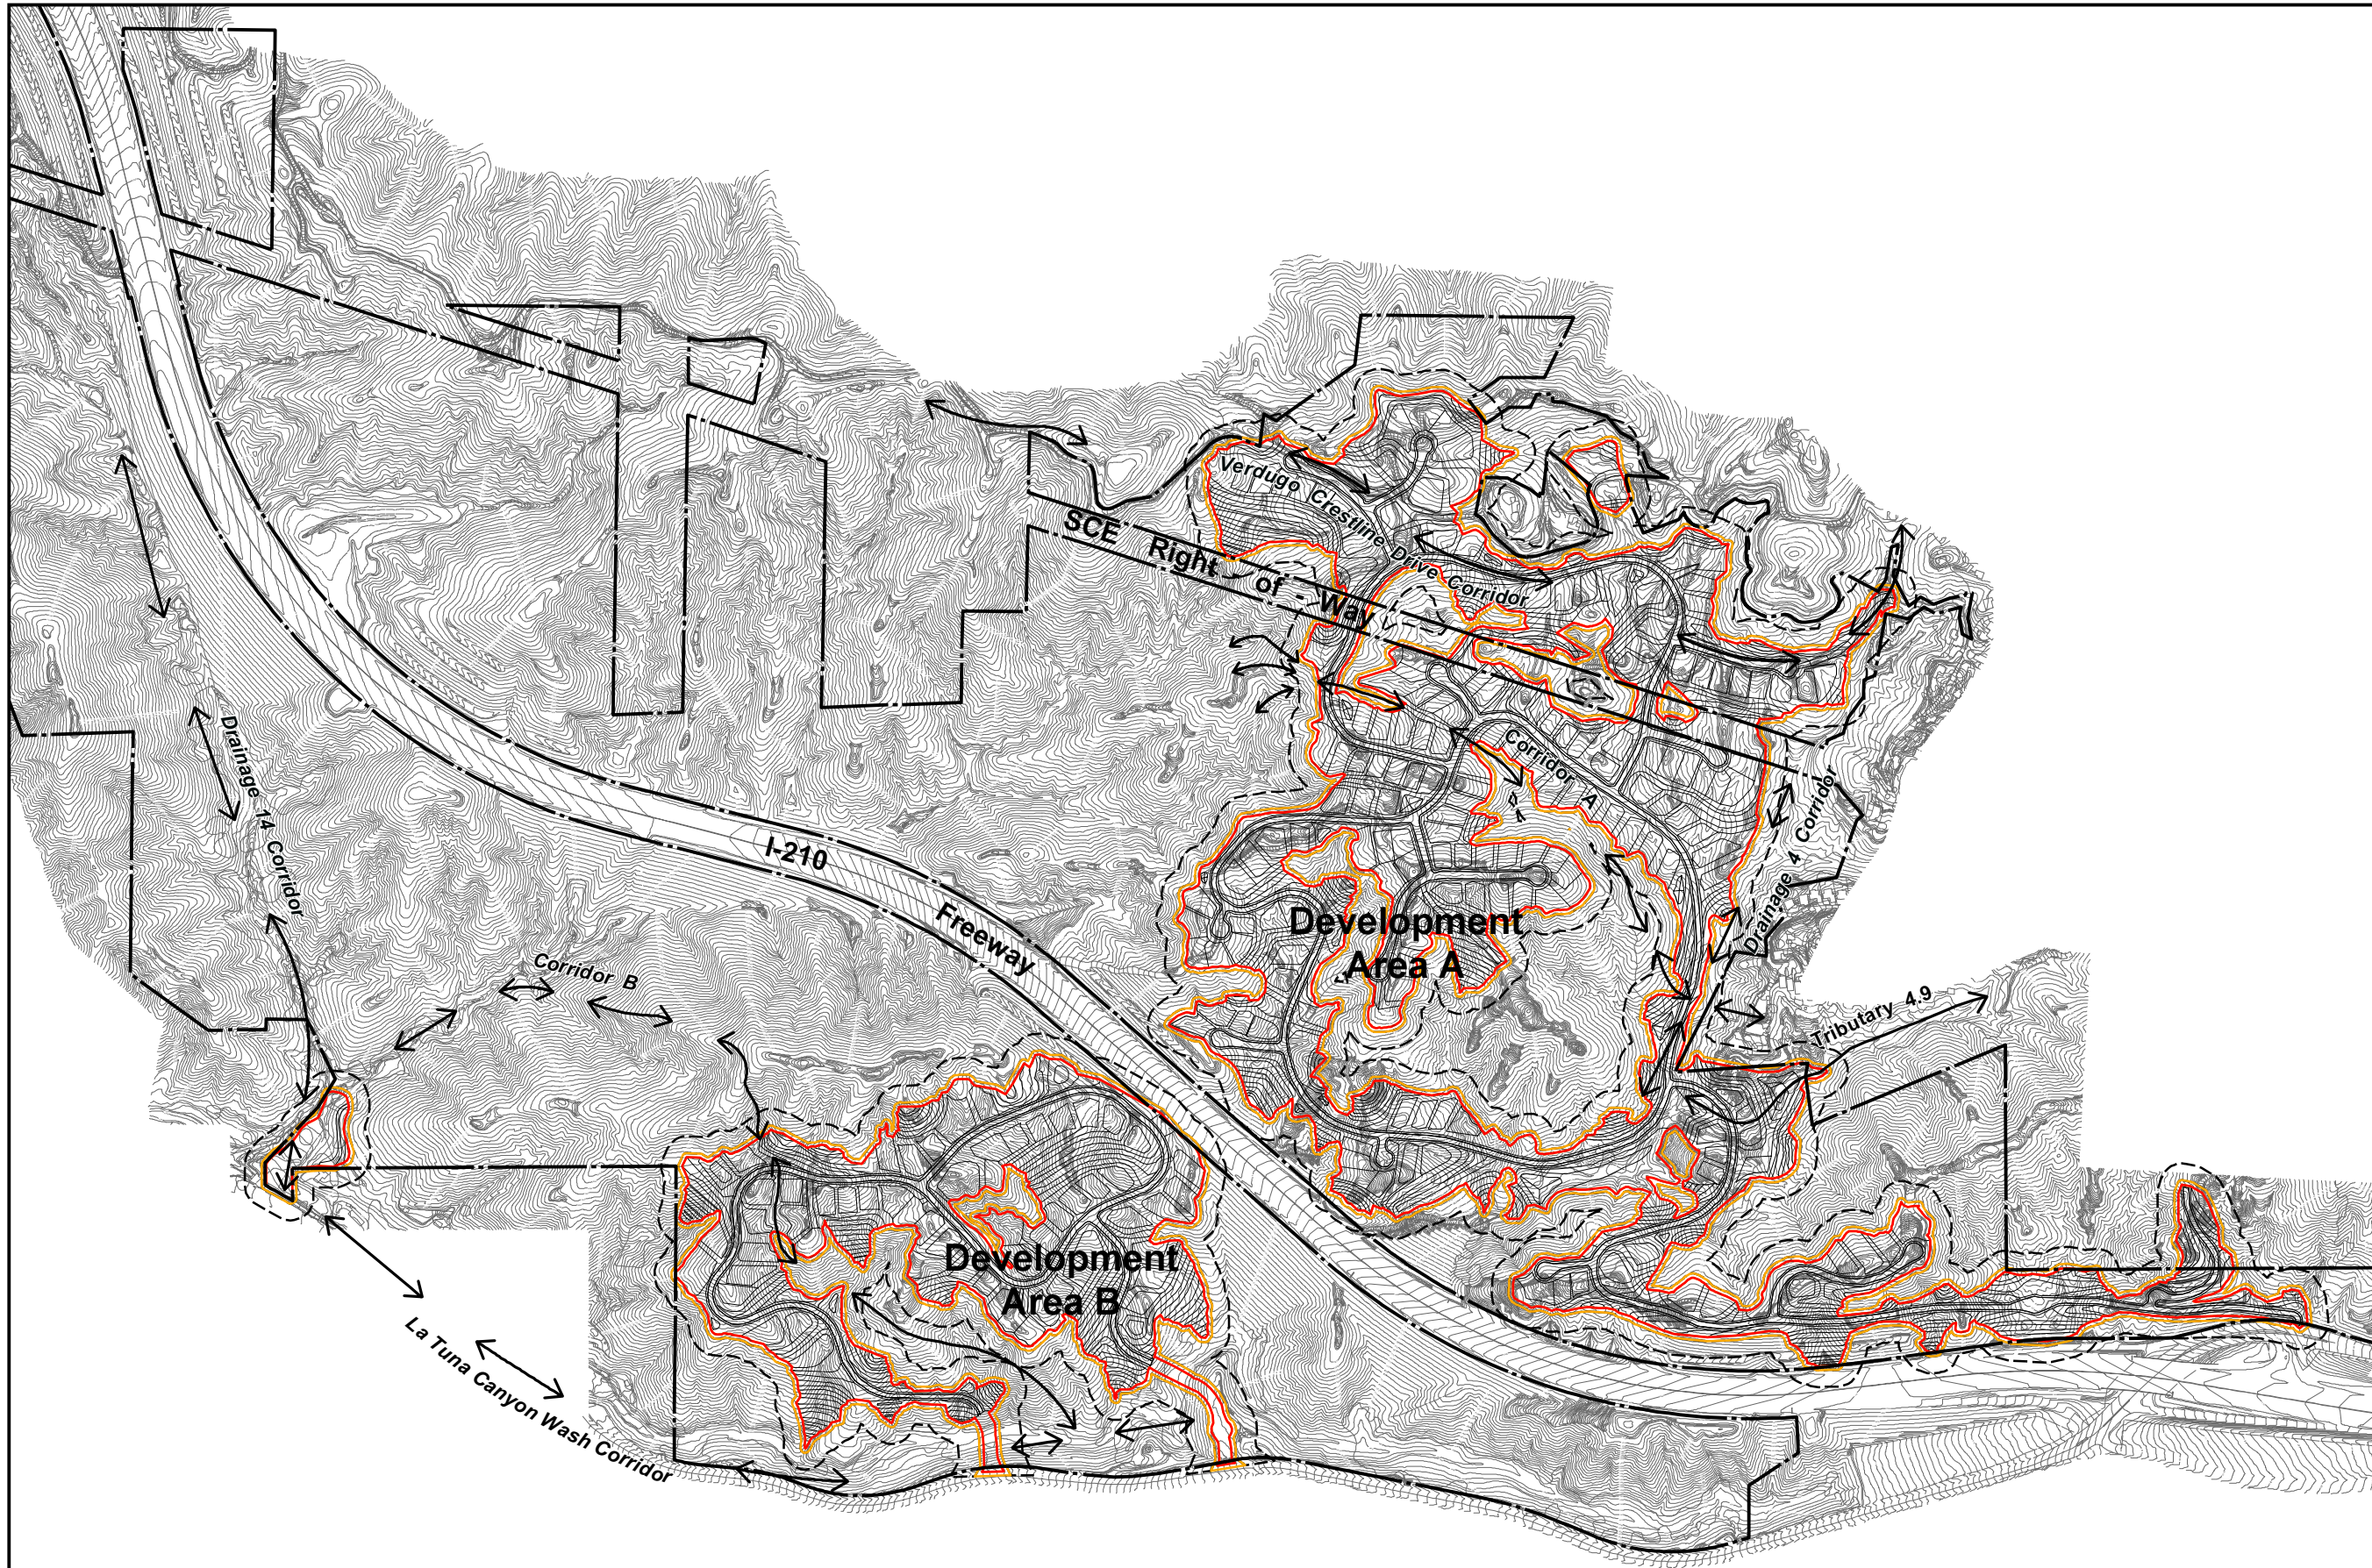 Verdugo Crestline Drive Corridor
SCE Right - of - Way
Drainage 14 Corridor
Corridor A
Drainage 4 Corridor
I-210
Freeway
Development
Area A
Corridor B
Tributary 4.9
Development
Area B
La Tuna Canyon Wash Corridor